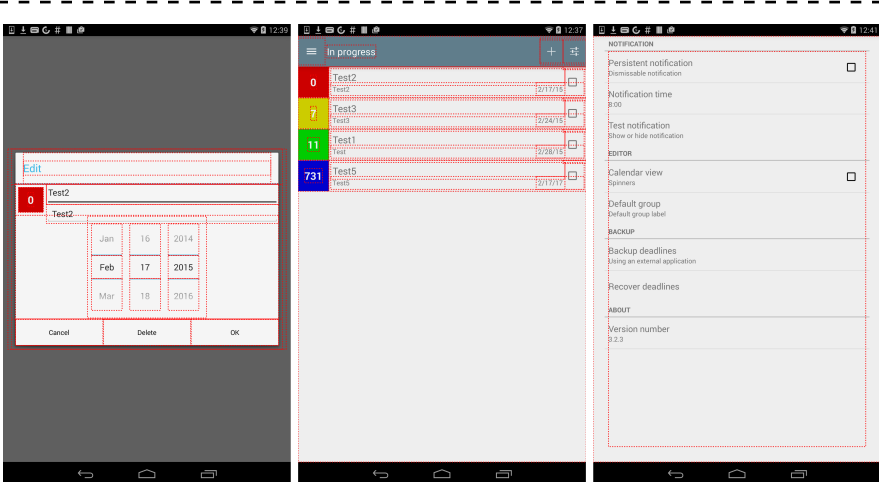 12:39
Edit
0
Test2
Test2
Jan 16 2014
Feb 17 2015
Mar 18 2016
Cancel Delete OK
12:37
In progress
0
Test2
Test2 2/17/15
7
Test3
Test3 2/24/15
11
Test1
Test 2/28/15
731
Test5
Test5 2/17/17
12:41
NOTIFICATION
Persistent notification
Dismissable notification
Notification time
8:00
Test notification
Show or hide notification
EDITOR
Calendar view
Spinners
Default group
Default group label
BACKUP
Backup deadlines
Using an external application
Recover deadlines
ABOUT
Version number
3.2.3